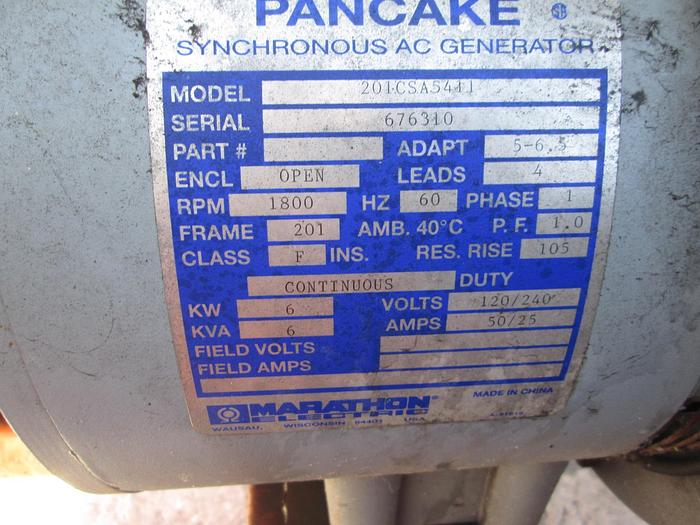 PANCAKE
SYNCHRONOUS AC GENERATOR
MODEL 201CSA5411
SERIAL 676310
PART # ADAPT 5-6.5
ENCL OPEN LEADS 4
RPM 1800 HZ 60 PHASE 1
FRAME 201 AMB. 40°C P.F. 1.0
CLASS F INS. RES. RISE 105
CONTINUOUS DUTY
KW 6 VOLTS 120/240
KVA 6 AMPS 50/25
FIELD VOLTS
FIELD AMPS
MARATHON® MADE IN CHINA
ELECTRIC
WAUSAU, WISCONSIN 54401 USA